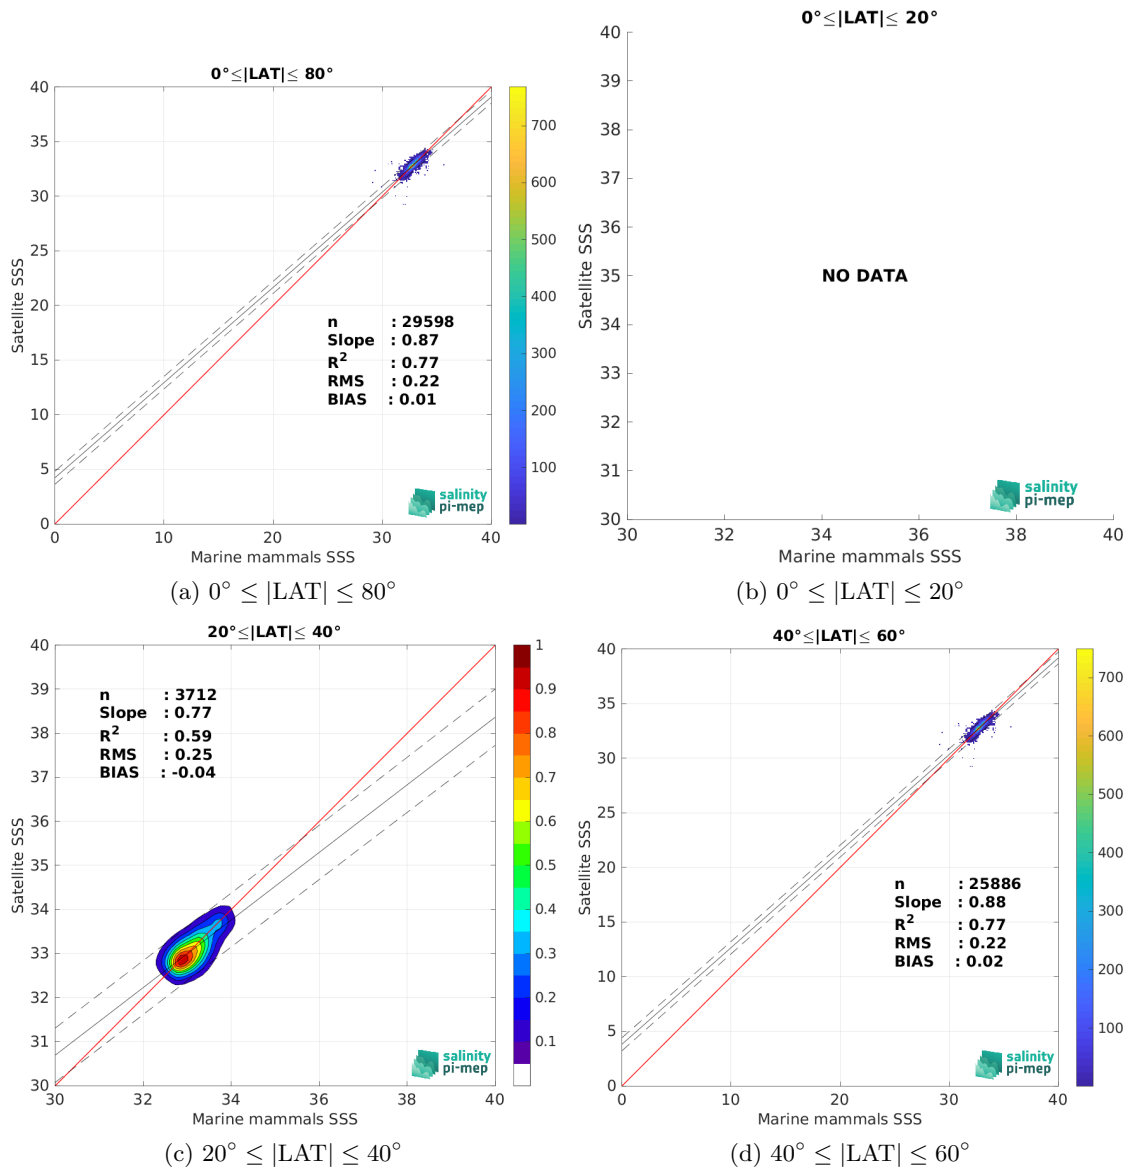 0°≤|LAT|≤ 80°
40
35
30
25
20
15
10
5
0
Satellite SSS
n : 29598
Slope : 0.87
R² : 0.77
RMS : 0.22
BIAS : 0.01
salinity
pi-mep
0 10 20 30 40
Marine mammals SSS
700
600
500
400
300
200
100
(a) 0° ≤ |LAT| ≤ 80°
0°≤|LAT|≤ 20°
40
39
38
37
36
35
34
33
32
31
30
Satellite SSS
NO DATA
salinity
pi-mep
30 32 34 36 38 40
Marine mammals SSS
(b) 0° ≤ |LAT| ≤ 20°
20°≤|LAT|≤ 40°
40
39
38
37
36
35
34
33
32
31
30
Satellite SSS
n : 3712
Slope : 0.77
R² : 0.59
RMS : 0.25
BIAS : -0.04
salinity
pi-mep
30 32 34 36 38 40
Marine mammals SSS
1
0.9
0.8
0.7
0.6
0.5
0.4
0.3
0.2
0.1
(c) 20° ≤ |LAT| ≤ 40°
40°≤|LAT|≤ 60°
40
35
30
25
20
15
10
5
0
Satellite SSS
n : 25886
Slope : 0.88
R² : 0.77
RMS : 0.22
BIAS : 0.02
salinity
pi-mep
0 10 20 30 40
Marine mammals SSS
700
600
500
400
300
200
100
(d) 40° ≤ |LAT| ≤ 60°